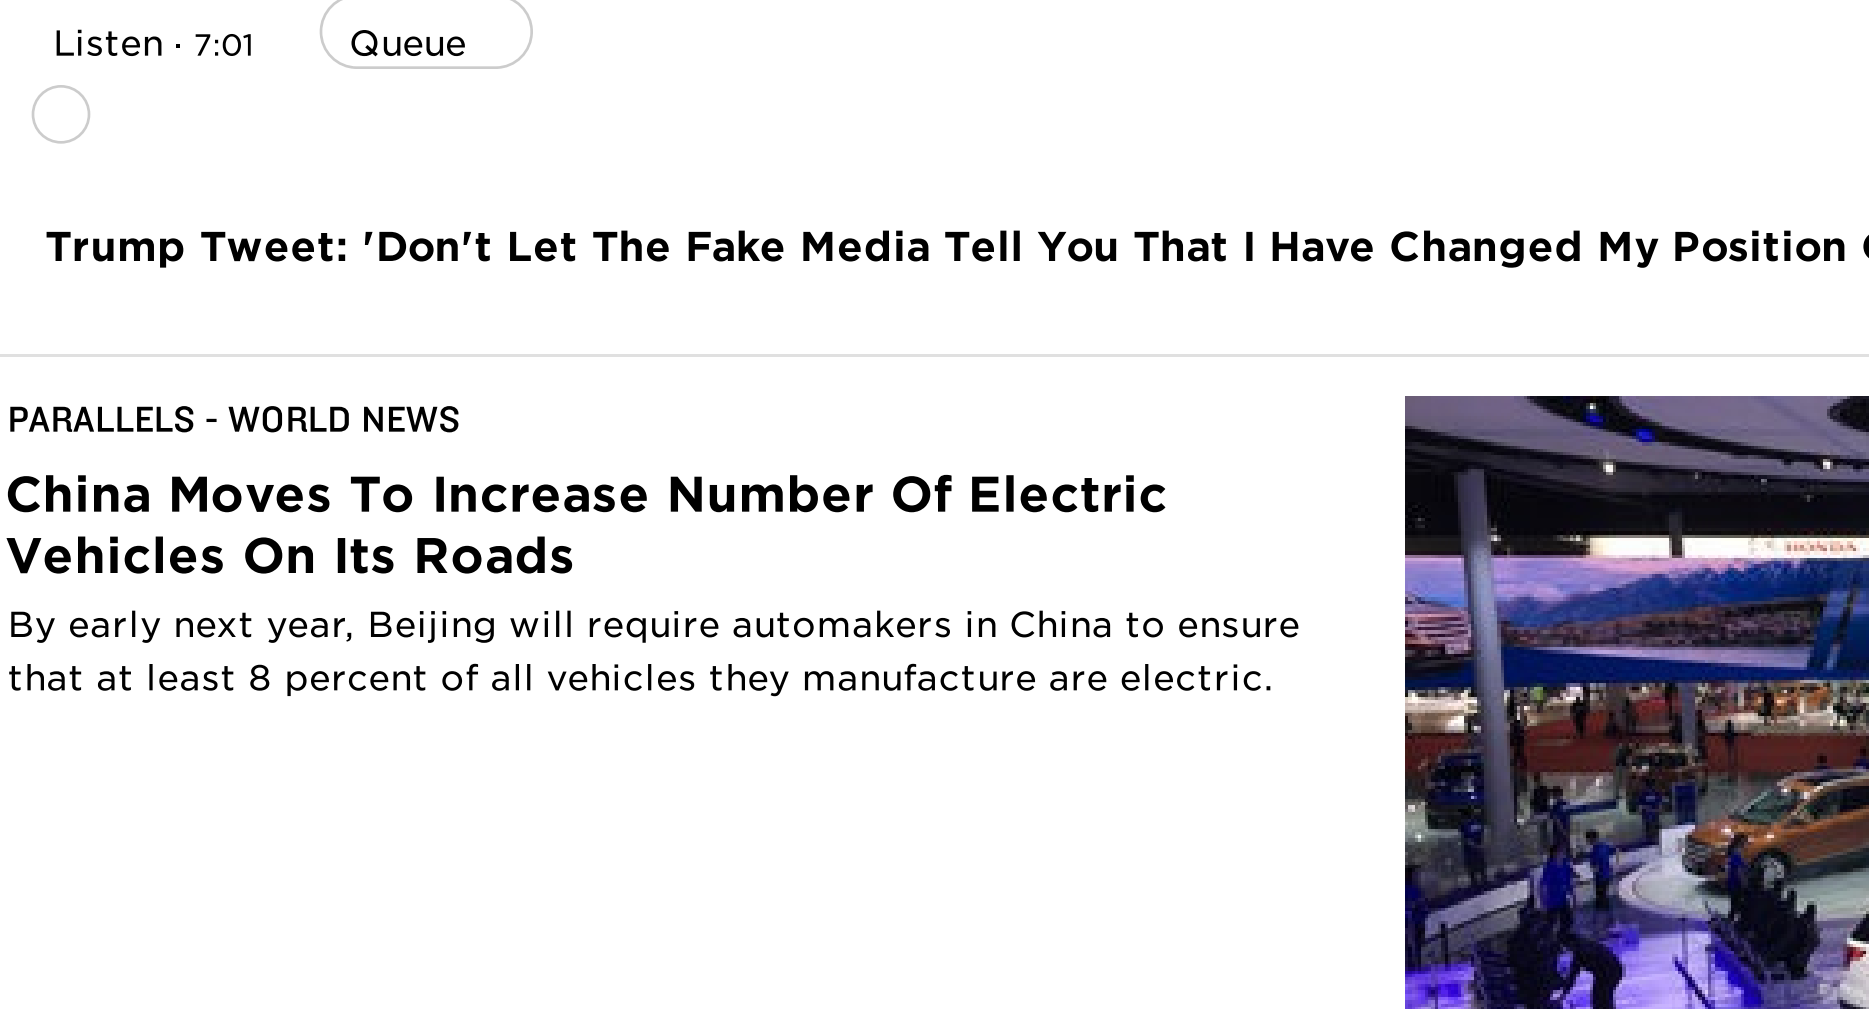 Listen · 7:01
Queue
Trump Tweet: 'Don't Let The Fake Media Tell You That I Have Changed My Position
PARALLELS - WORLD NEWS
China Moves To Increase Number Of Electric
Vehicles On Its Roads
By early next year, Beijing will require automakers in China to ensure
that at least 8 percent of all vehicles they manufacture are electric.
HONDA